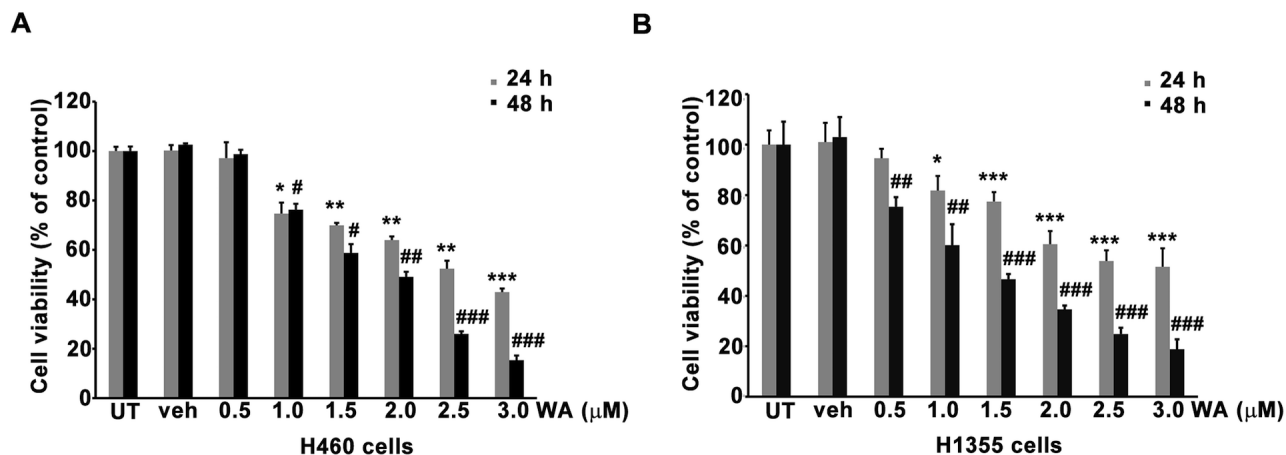 A
24 h
48 h
Cell viability (% of control)
120
100
80
60
40
20
0
* # ** # ** ## ** ### *** ###
UT veh 0.5 1.0 1.5 2.0 2.5 3.0 WA (μM)
H460 cells
B
24 h
48 h
Cell viability (% of control)
120
100
80
60
40
20
0
## * ## *** ### *** ### *** ### *** ###
UT veh 0.5 1.0 1.5 2.0 2.5 3.0 WA (μM)
H1355 cells